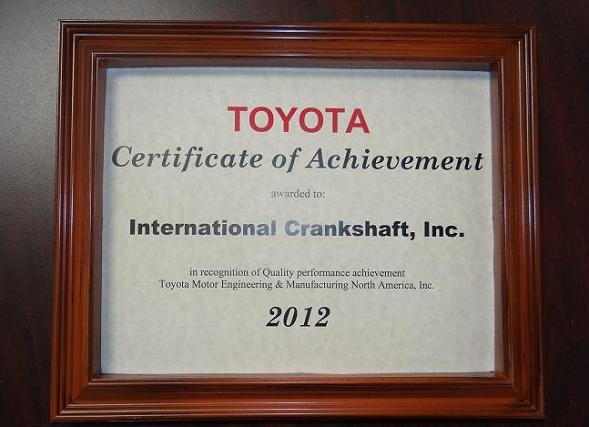 TOYOTA
Certificate of Achievement
awarded to:
International Crankshaft, Inc.
in recognition of Quality performance achievement
Toyota Motor Engineering & Manufacturing North America, Inc.
2012